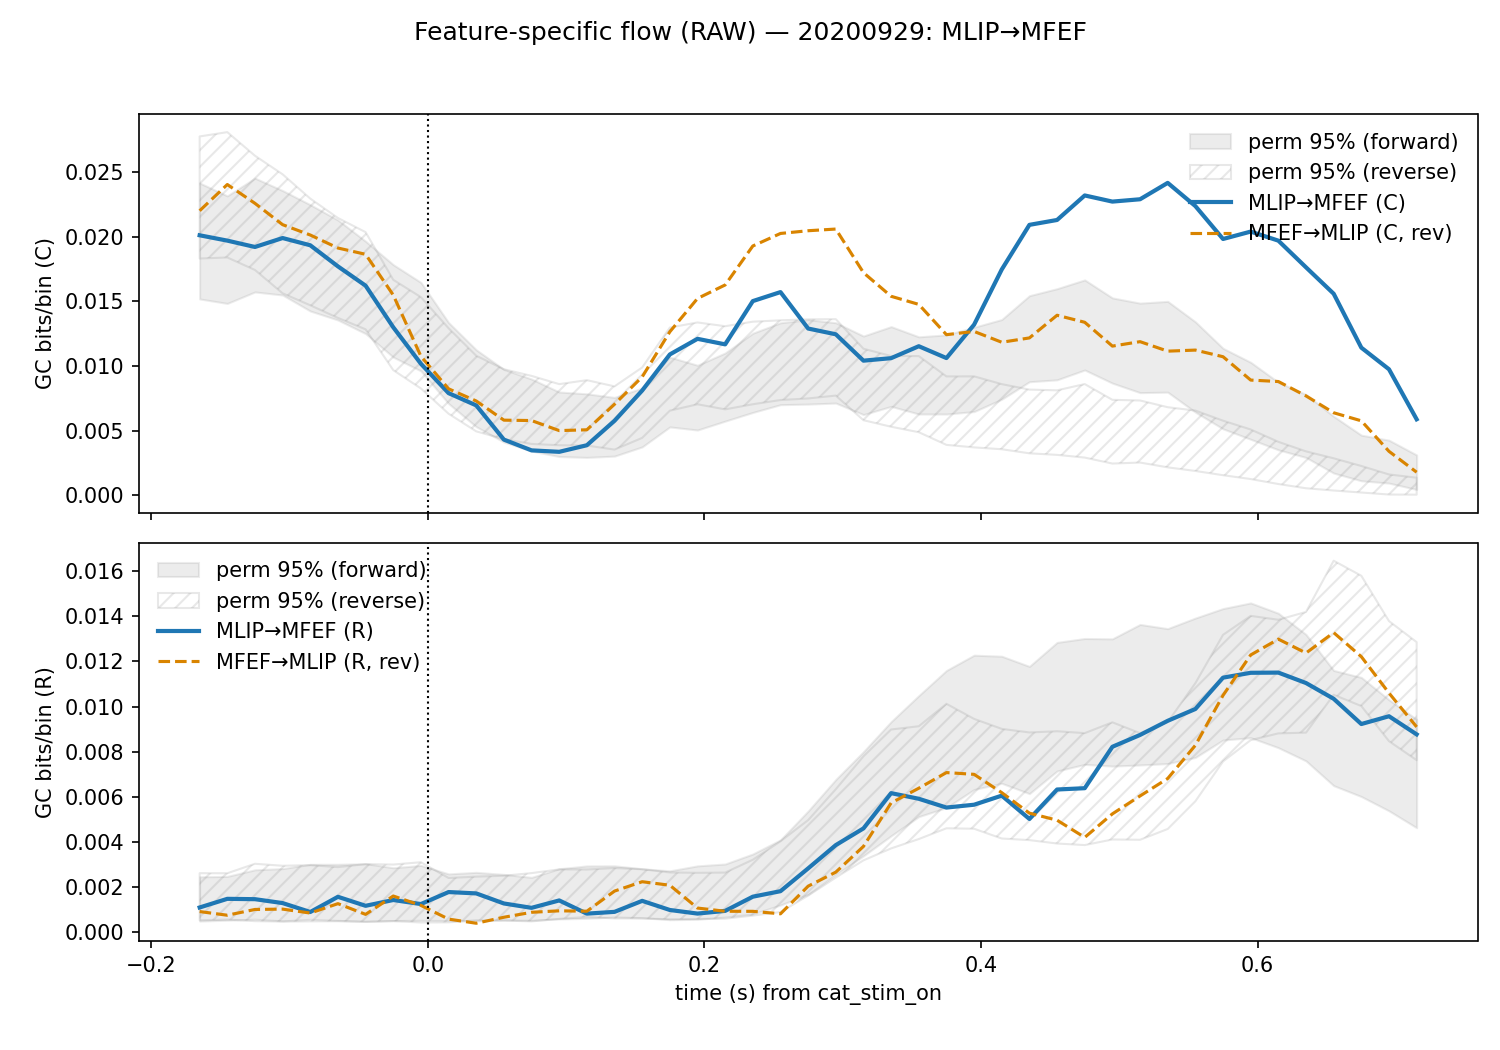 Feature-specific flow (RAW) — 20200929: MLIP→MFEF
GC bits/bin (C)
0.025
0.020
0.015
0.010
0.005
0.000
perm 95% (forward)
perm 95% (reverse)
MLIP→MFEF (C)
MFEF→MLIP (C, rev)
GC bits/bin (R)
0.016
0.014
0.012
0.010
0.008
0.006
0.004
0.002
0.000
perm 95% (forward)
perm 95% (reverse)
MLIP→MFEF (R)
MFEF→MLIP (R, rev)
−0.2 0.0 0.2 0.4 0.6
time (s) from cat_stim_on